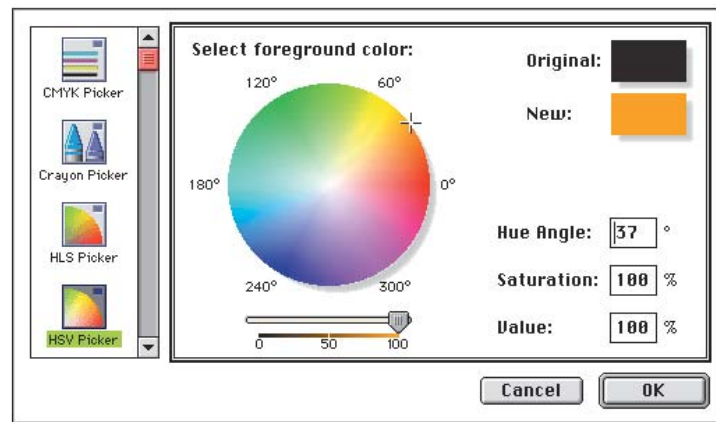 CMYK Picker
Crayon Picker
HLS Picker
HSV Picker
Select foreground color:
120°
60°
180°
0°
240°
300°
0
50
100
Original:
New:
Hue Angle: 37 °
Saturation: 100 %
Value: 100 %
Cancel
OK